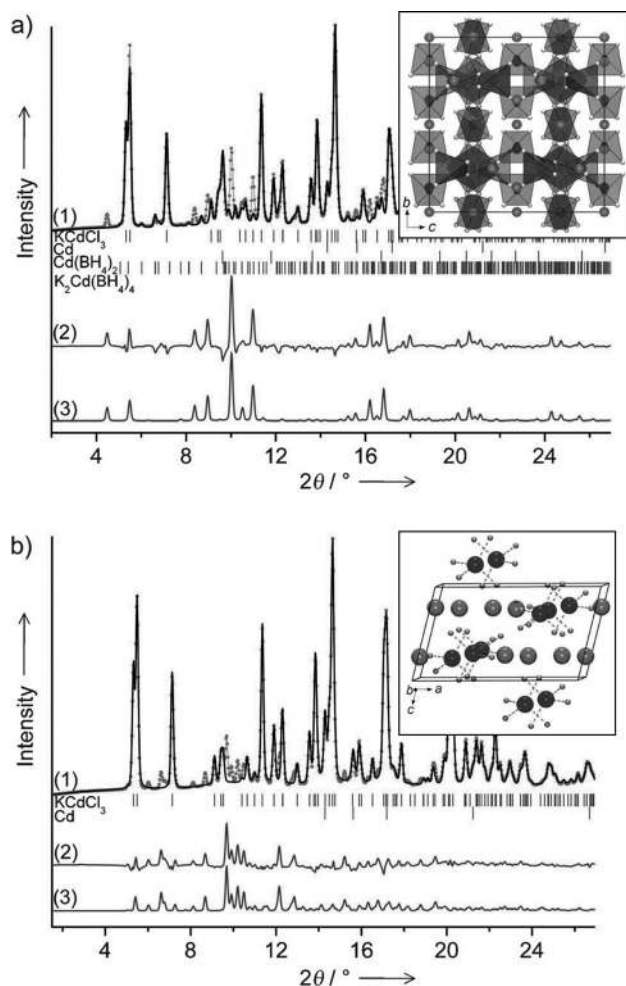 a)
Intensity
(1)
KCdCl₃
Cd
Cd(BH₄)₂
K₂Cd(BH₄)₄
(2)
(3)
4 8 12 16 20 24
2θ / °
b
c
b)
Intensity
(1)
KCdCl₃
Cd
(2)
(3)
4 8 12 16 20 24
2θ / °
b
a
c